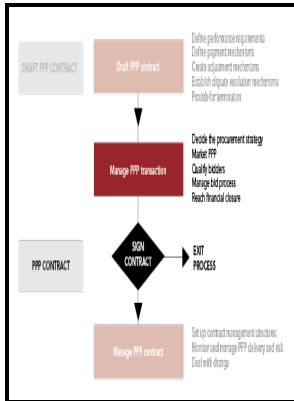 Define performance requirements
Define payment mechanisms
DRAFT PPP CONTRACT
Draft PPP contract
Create adjustment mechanisms
Establish dispute resolution mechanisms
Provide for termination
Manage PPP transaction
Decide the procurement strategy
Market PPP
Qualify bidders
Manage bid process
Reach financial closure
PPP CONTRACT
SIGN
CONTRACT
EXIT
PROCESS
Manage PPP contract
Set up contract management structures
Monitor and manage PPP delivery and risk
Deal with change